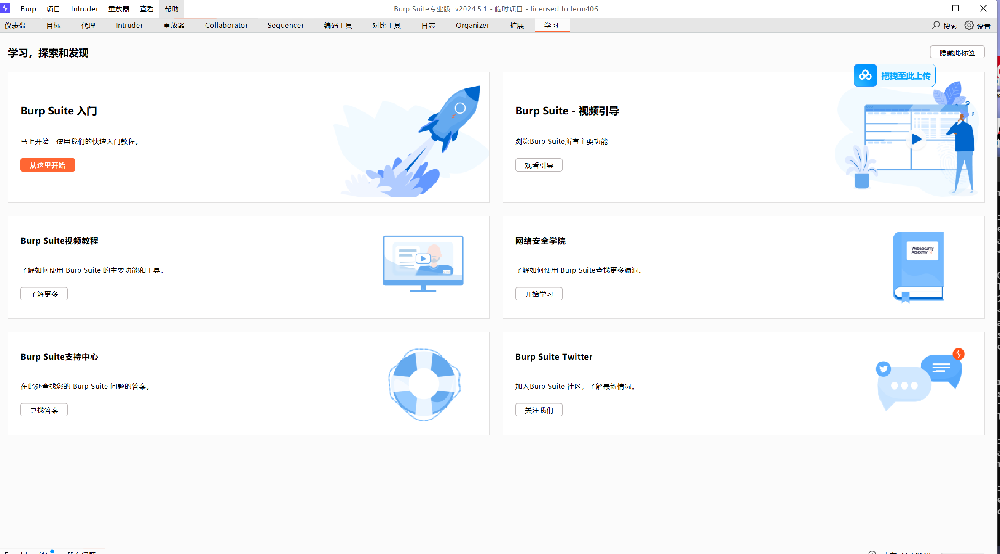 Burp 项目 Intruder 重放器 查看 帮助 Burp Suite专业版 v2024.5.1 - 临时项目 - licensed to leon406
仪表盘 目标 代理 Intruder 重放器 Collaborator Sequencer 编码工具 对比工具 日志 Organizer 扩展 学习 搜索 设置
学习，探索和发现 隐藏此标签
拖拽至此上传
Burp Suite 入门
马上开始 - 使用我们的快速入门教程。
从这里开始
Burp Suite - 视频引导
浏览Burp Suite所有主要功能
观看引导
Burp Suite视频教程
了解如何使用 Burp Suite 的主要功能和工具。
了解更多
网络安全学院
了解如何使用 Burp Suite查找更多漏洞。
开始学习
WebSecurity
Academy
Burp Suite支持中心
在此处查找您的 Burp Suite 问题的答案。
寻找答案
Burp Suite Twitter
加入Burp Suite 社区，了解最新情况。
关注我们
Event log (1) 所有问题